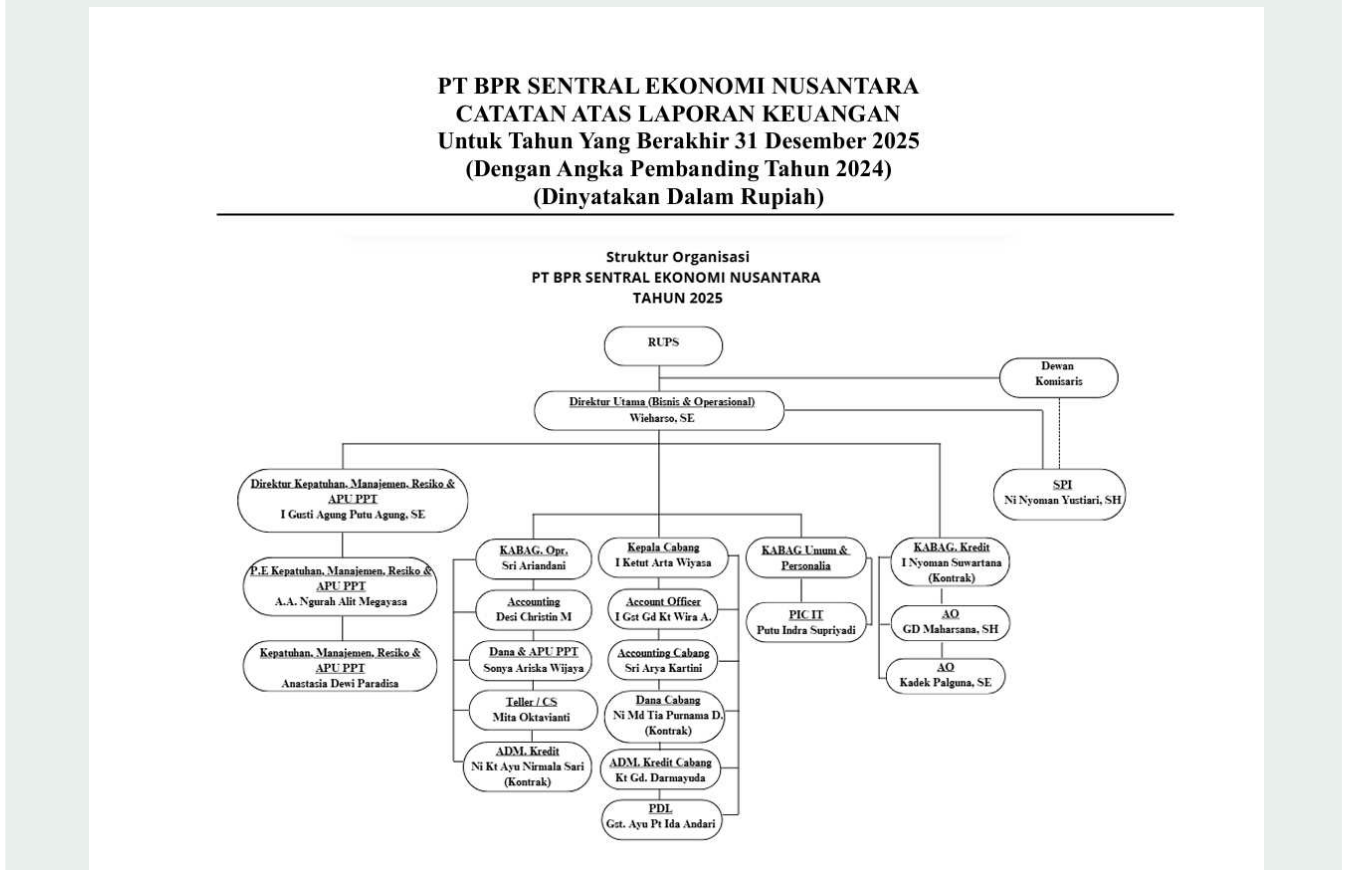 PT BPR SENTRAL EKONOMI NUSANTARA
CATATAN ATAS LAPORAN KEUANGAN
Untuk Tahun Yang Berakhir 31 Desember 2025
(Dengan Angka Pembanding Tahun 2024)
(Dinyatakan Dalam Rupiah)
Struktur Organisasi
PT BPR SENTRAL EKONOMI NUSANTARA
TAHUN 2025
RUPS
Dewan
Komisaris
Direktur Utama (Bisnis & Operasional)
Wieharso, SE
Direktur Kepatuhan, Manajemen, Resiko &
APU PPT
I Gusti Agung Putu Agung, SE
SPI
Ni Nyoman Yustiari, SH
P.E Kepatuhan, Manajemen, Resiko &
APU PPT
A.A. Ngurah Alit Megayasa
Kepatuhan, Manajemen, Resiko &
APU PPT
Anastasia Dewi Paradisa
KABAG. Opr.
Sri Ariandani
Accounting
Desi Christin M
Dana & APU PPT
Sonya Ariska Wijaya
Teller / CS
Mita Oktavianti
ADM. Kredit
Ni Kt Ayu Nirmala Sari
(Kontrak)
Kepala Cabang
I Ketut Arta Wiyasa
Account Officer
I Gst Gd Kt Wira A.
Accounting Cabang
Sri Arya Kartini
Dana Cabang
Ni Md Tia Purnama D.
(Kontrak)
ADM. Kredit Cabang
Kt Gd. Darmayuda
PDL
Gst. Ayu Pt Ida Andari
KABAG Umum &
Personalia
PIC IT
Putu Indra Supriyadi
KABAG. Kredit
I Nyoman Suwartana
(Kontrak)
AO
GD Maharsana, SH
AO
Kadek Palguna, SE